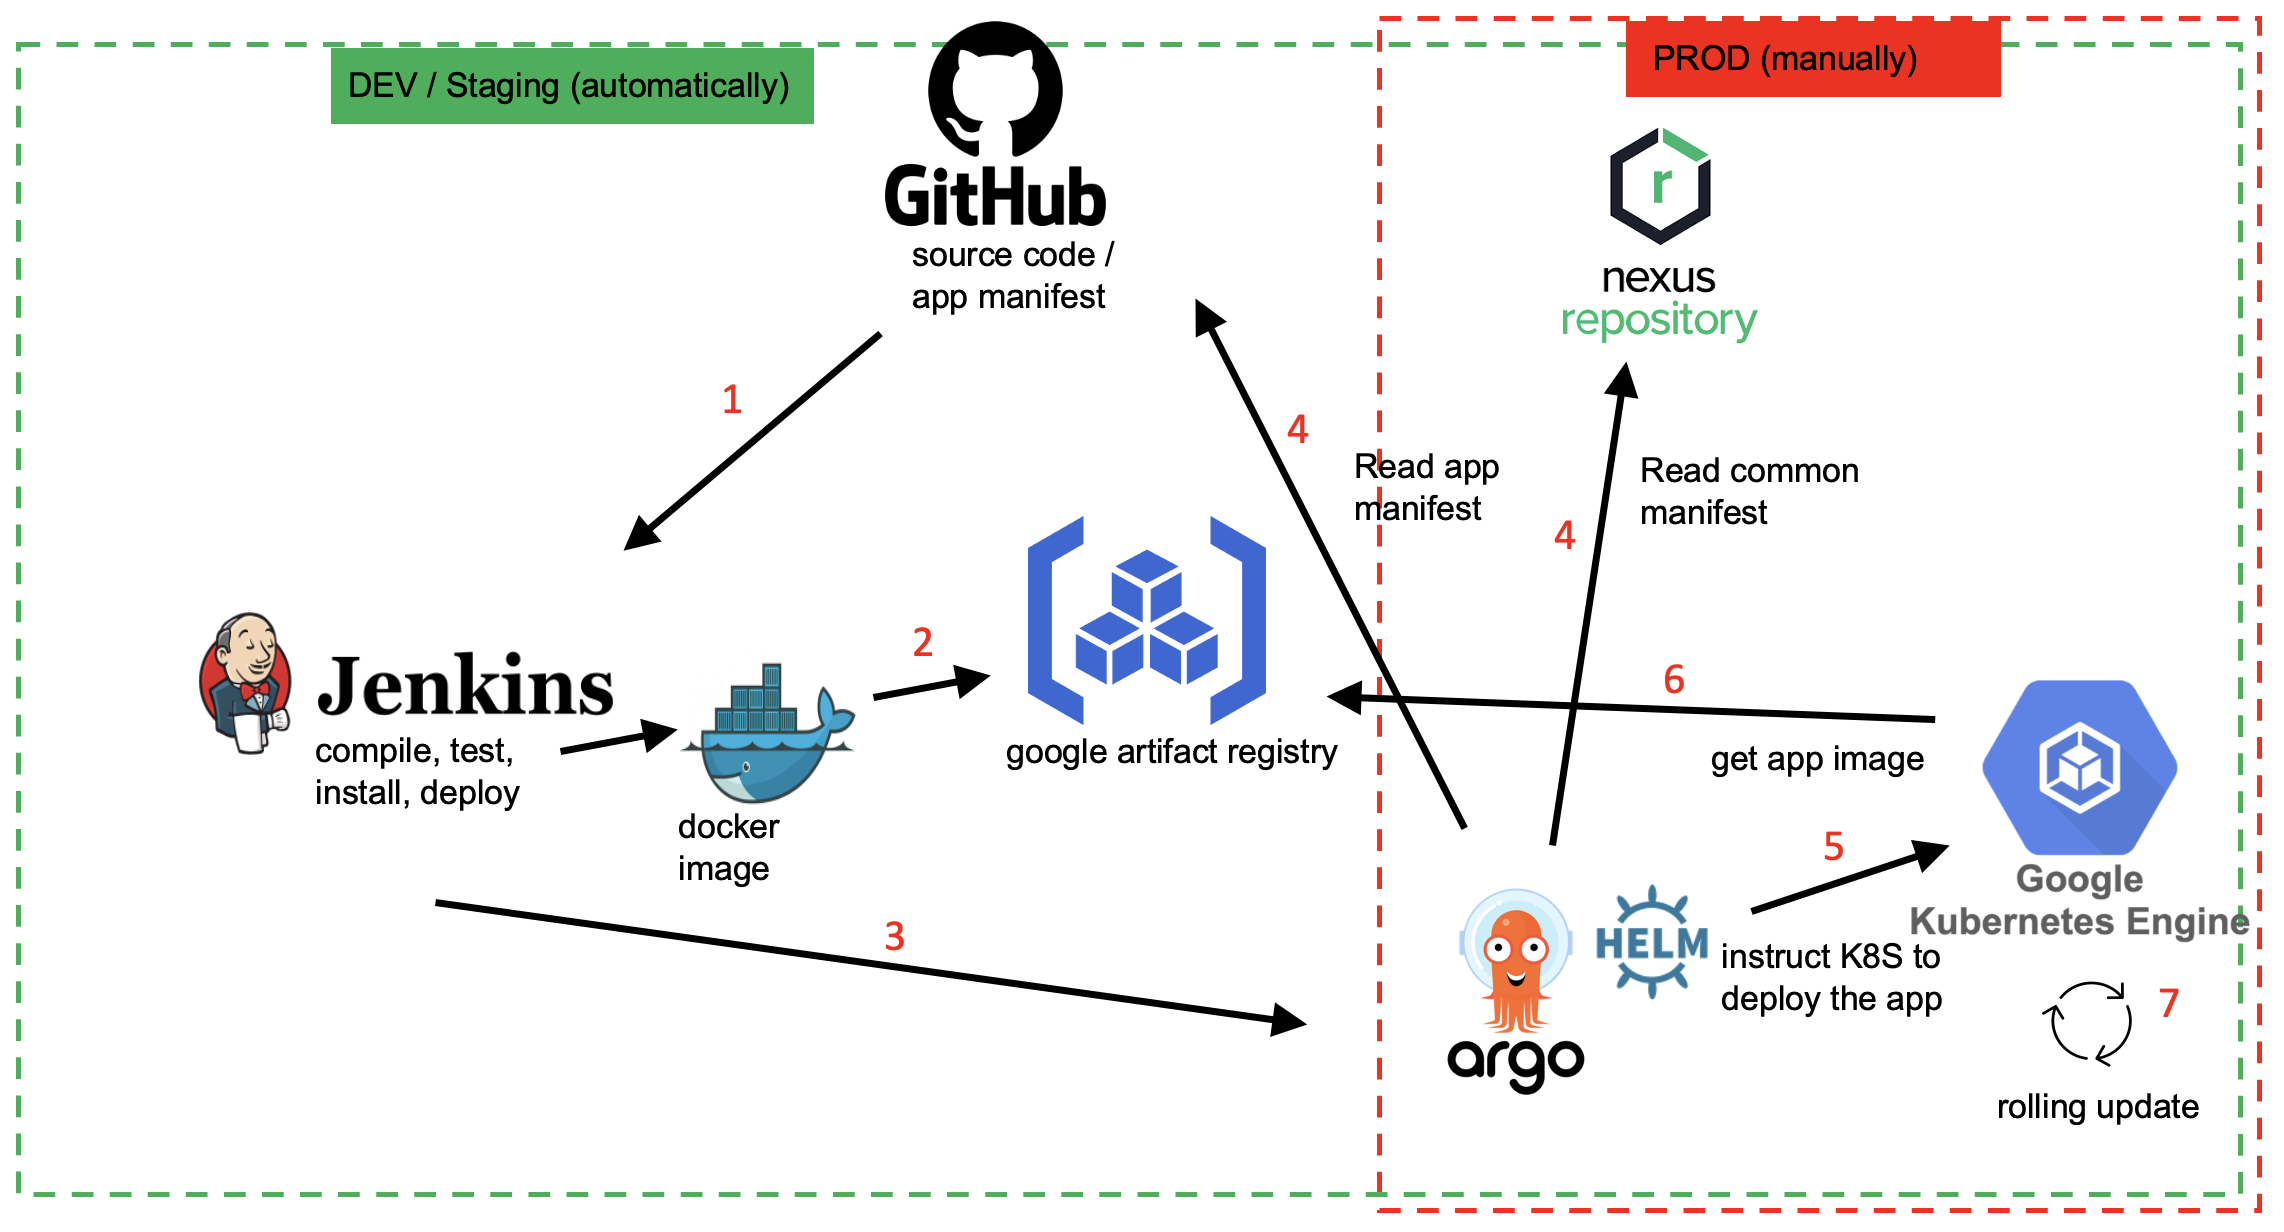 DEV / Staging (automatically)
PROD (manually)
GitHub
source code /
app manifest
r
nexus
repository
1
4
Read app
manifest
Read common
manifest
4
2
6
Jenkins
compile, test,
install, deploy
docker
image
google artifact registry
get app image
5
Google
Kubernetes Engine
3
HELM
instruct K8S to
deploy the app
argo
7
rolling update